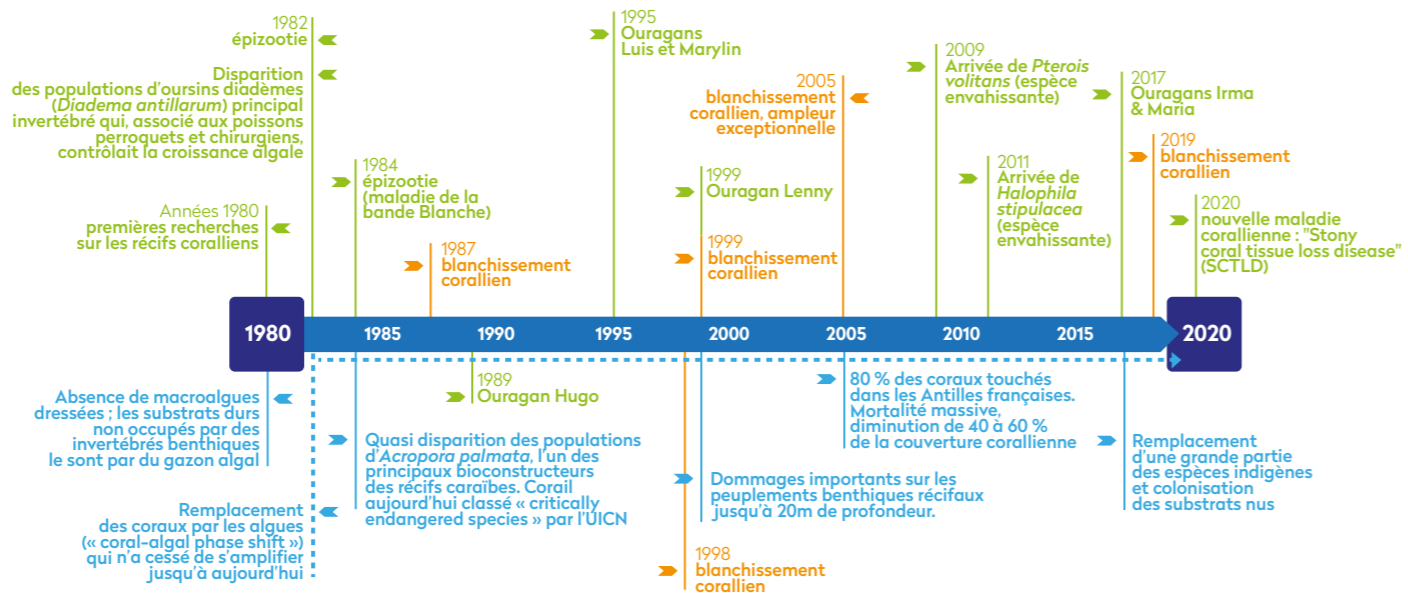 1982
épizootie
Disparition
des populations d'oursins diadèmes
(Diadema antillarum) principal
invertébré qui, associé aux poissons
perroquets et chirurgiens,
contrôlait la croissance algale
Années 1980
premières recherches
sur les récifs coralliens
1984
épizootie
(maladie de la
bande Blanche)
1987
blanchissement
corallien
1995
Ouragans
Luis et Marylin
1999
Ouragan Lenny
1999
blanchissement
corallien
2005
blanchissement
corallien, ampleur
exceptionnelle
2009
Arrivée de Pterois
volitans (espèce
envahissante)
2011
Arrivée de
Halophila
stipulacea
(espèce
envahissante)
2017
Ouragans Irma
& Maria
2019
blanchissement
corallien
2020
nouvelle maladie
corallienne : "Stony
coral tissue loss disease"
(SCTLD)
1980 1985 1990 1995 2000 2005 2010 2015 2020
Absence de macroalgues
dressées ; les substrats durs
non occupés par des
invertébrés benthiques
le sont par du gazon algal
Remplacement
des coraux par les algues
(« coral-algal phase shift »)
qui n'a cessé de s'amplifier
jusqu'à aujourd'hui
1989
Ouragan Hugo
Quasi disparition des populations
d'Acropora palmata, l'un des
principaux bioconstructeurs
des récifs caraïbes. Corail
aujourd'hui classé « critically
endangered species » par l'UICN
1998
blanchissement
corallien
Dommages importants sur les
peuplements benthiques récifaux
jusqu'à 20m de profondeur.
80 % des coraux touchés
dans les Antilles françaises.
Mortalité massive,
diminution de 40 à 60 %
de la couverture corallienne
Remplacement
d'une grande partie
des espèces indigènes
et colonisation
des substrats nus